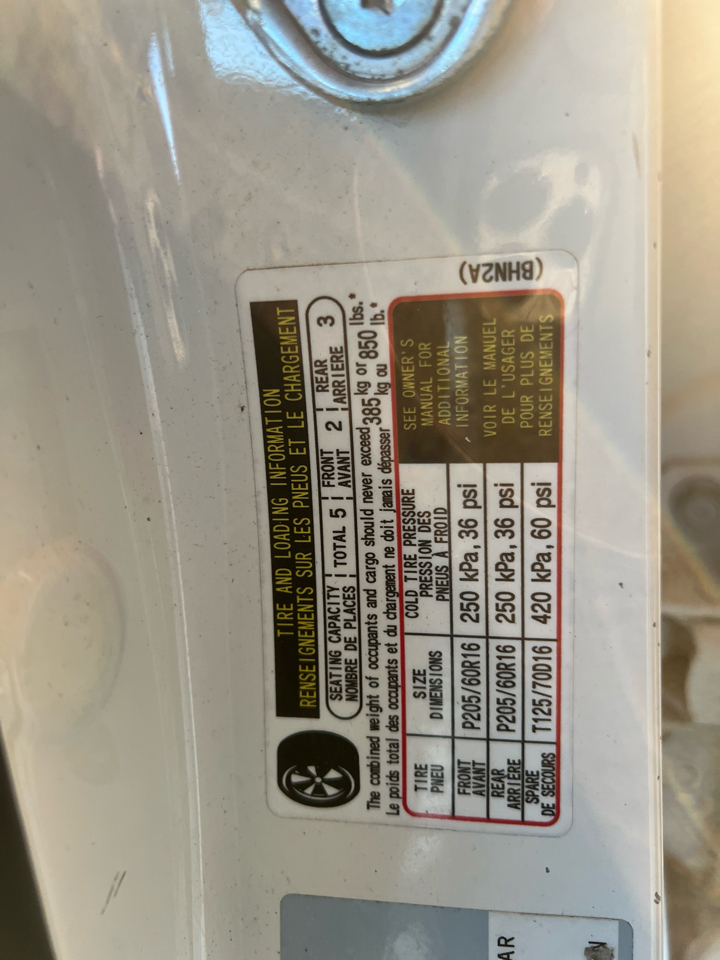 TIRE AND LOADING INFORMATION
RENSEIGNEMENTS SUR LES PNEUS ET LE CHARGEMENT
SEATING CAPACITY TOTAL 5 FRONT 2 REAR 3
NOMBRE DE PLACES AVANT ARRIERE
The combined weight of occupants and cargo should never exceed 385 kg or 850 lbs.*
Le poids total des occupants et du chargement ne doit jamais dépasser kg ou lb.*
TIRE
PNEU
SIZE
DIMENSIONS
COLD TIRE PRESSURE
PRESSION DES
PNEUS À FROID
FRONT
AVANT
P205/60R16
250 kPa, 36 psi
REAR
ARRIÈRE
P205/60R16
250 kPa, 36 psi
SPARE
DE SECOURS
T125/70D16
420 kPa, 60 psi
SEE OWNER'S
MANUAL FOR
ADDITIONAL
INFORMATION
VOIR LE MANUEL
DE L'USAGER
POUR PLUS DE
RENSEIGNEMENTS
(BHN2A)
AR